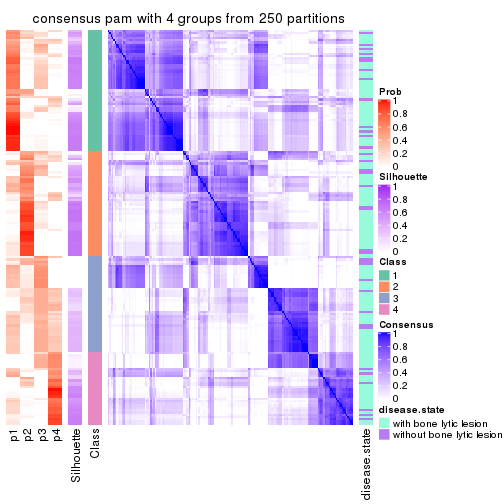 consensus pam with 4 groups from 250 partitions
Prob
1
0.8
0.6
0.4
0.2
0
Silhouette
1
0.8
0.6
0.4
0.2
0
Class
1
2
3
4
Consensus
1
0.8
0.6
0.4
0.2
0
disease.state
with bone lytic lesion
without bone lytic lesion
p1
p2
p3
p4
Silhouette
Class
disease.state